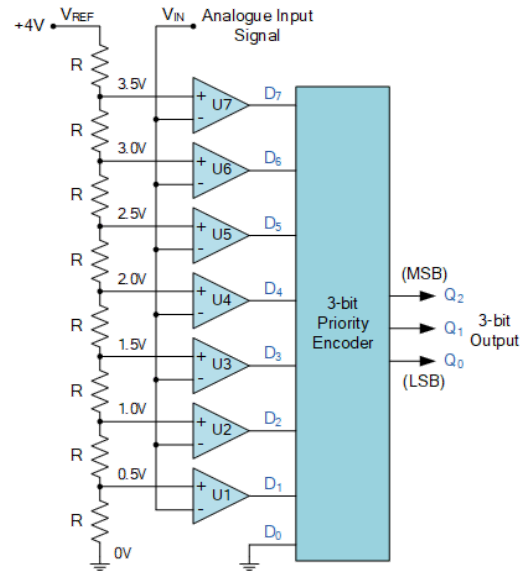 V_REF
+4V
V_IN
Analogue Input
Signal
R
3.5V
+
-
U7
D₇
R
3.0V
+
-
U6
D₆
R
2.5V
+
-
U5
D₅
R
2.0V
+
-
U4
D₄
R
1.5V
+
-
U3
D₃
R
1.0V
+
-
U2
D₂
R
0.5V
+
-
U1
D₁
R
0V
D₀
3-bit
Priority
Encoder
(MSB)
Q₂
Q₁
Q₀
(LSB)
3-bit
Output